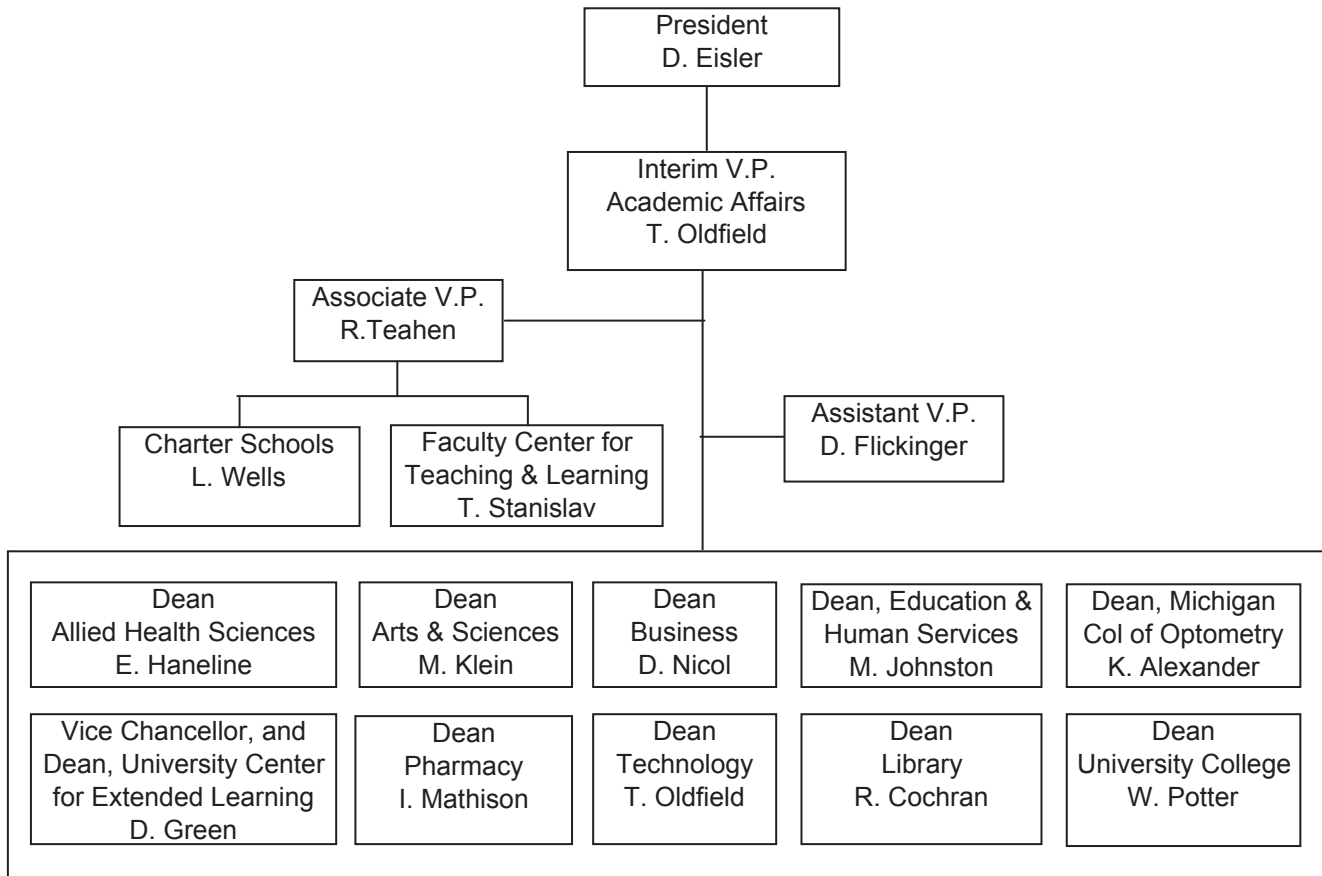 President
D. Eisler
Interim V.P.
Academic Affairs
T. Oldfield
Associate V.P.
R.Teahen
Charter Schools
L. Wells
Faculty Center for
Teaching & Learning
T. Stanislav
Assistant V.P.
D. Flickinger
Dean
Allied Health Sciences
E. Haneline
Dean
Arts & Sciences
M. Klein
Dean
Business
D. Nicol
Dean, Education &
Human Services
M. Johnston
Dean, Michigan
Col of Optometry
K. Alexander
Vice Chancellor, and
Dean, University Center
for Extended Learning
D. Green
Dean
Pharmacy
I. Mathison
Dean
Technology
T. Oldfield
Dean
Library
R. Cochran
Dean
University College
W. Potter